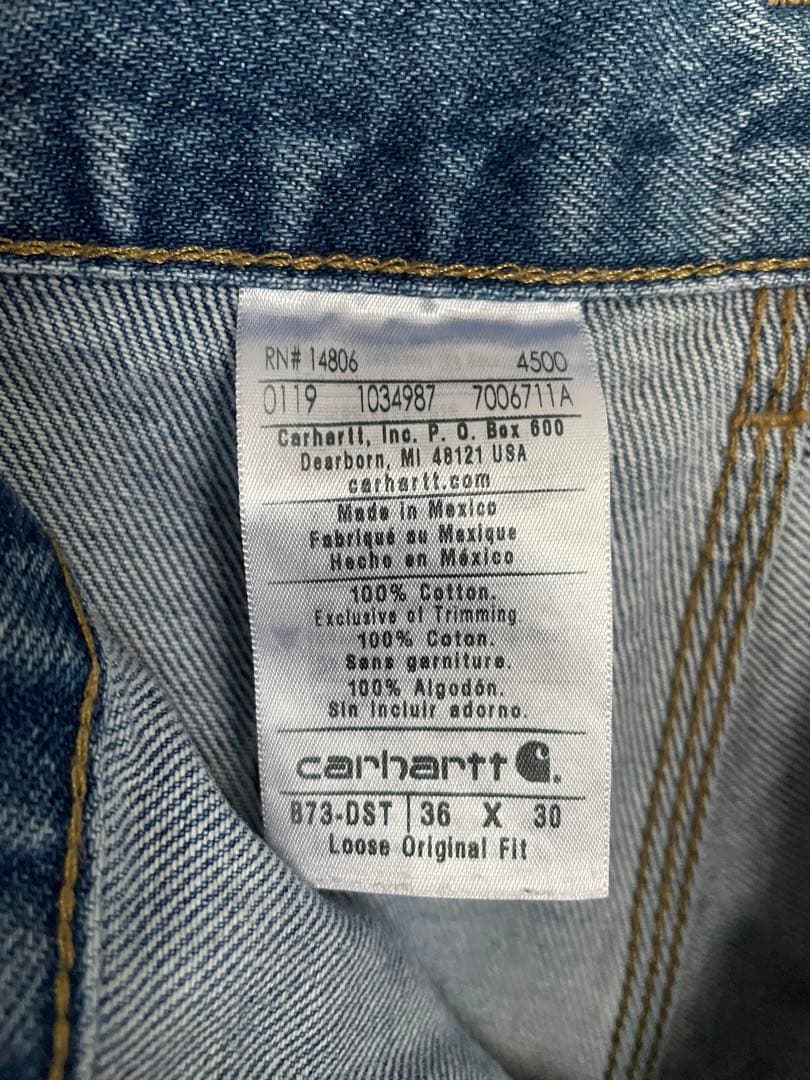 RN# 14806 4500
0119 1034987 7006711A
Carhartt, Inc. P. O. Box 600
Dearborn, MI 48121 USA
carhartt.com
Made in Mexico
Fabriqué au Mexique
Hecho en México
100% Cotton.
Exclusive of Trimming.
100% Coton.
Sans garniture.
100% Algodón.
Sin incluir adorno.
carhartt
B73-DST 36 X 30
Loose Original Fit